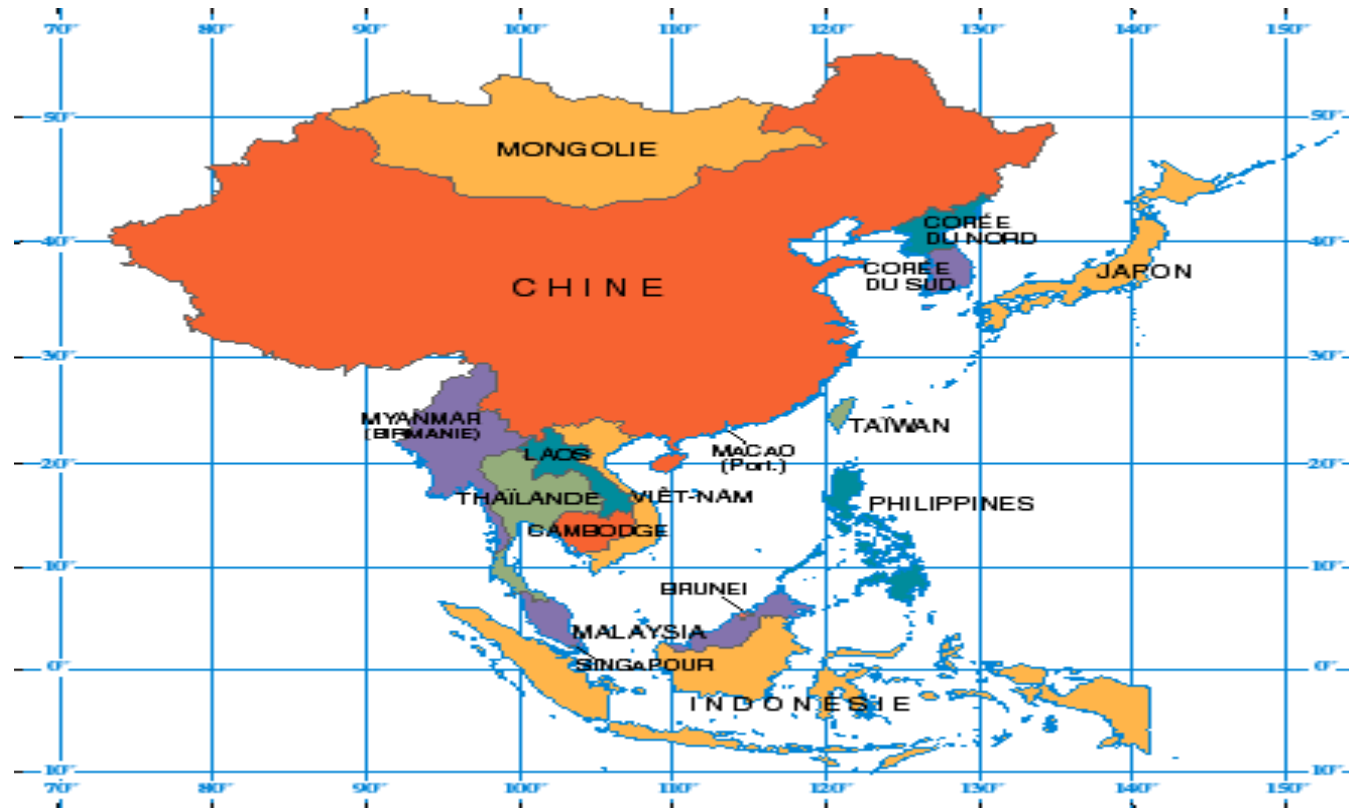 70° 80° 90° 100° 110° 120° 130° 140° 150°
50° 50°
MONGOLIE
CORÉE
DU NORD
40° 40°
CORÉE
DU SUD
JAPON
CHINE
30° 30°
MYANMAR
(BIRMANIE)
TAÏWAN
MACAO
(Port.)
LAOS
20° 20°
THAÏLANDE
VIÊT-NAM
PHILIPPINES
CAMBODGE
10° 10°
BRUNEI
MALAYSIA
SINGAPOUR
0° 0°
INDONÉSIE
10° 10°
70° 80° 90° 100° 110° 120° 130° 140° 150°